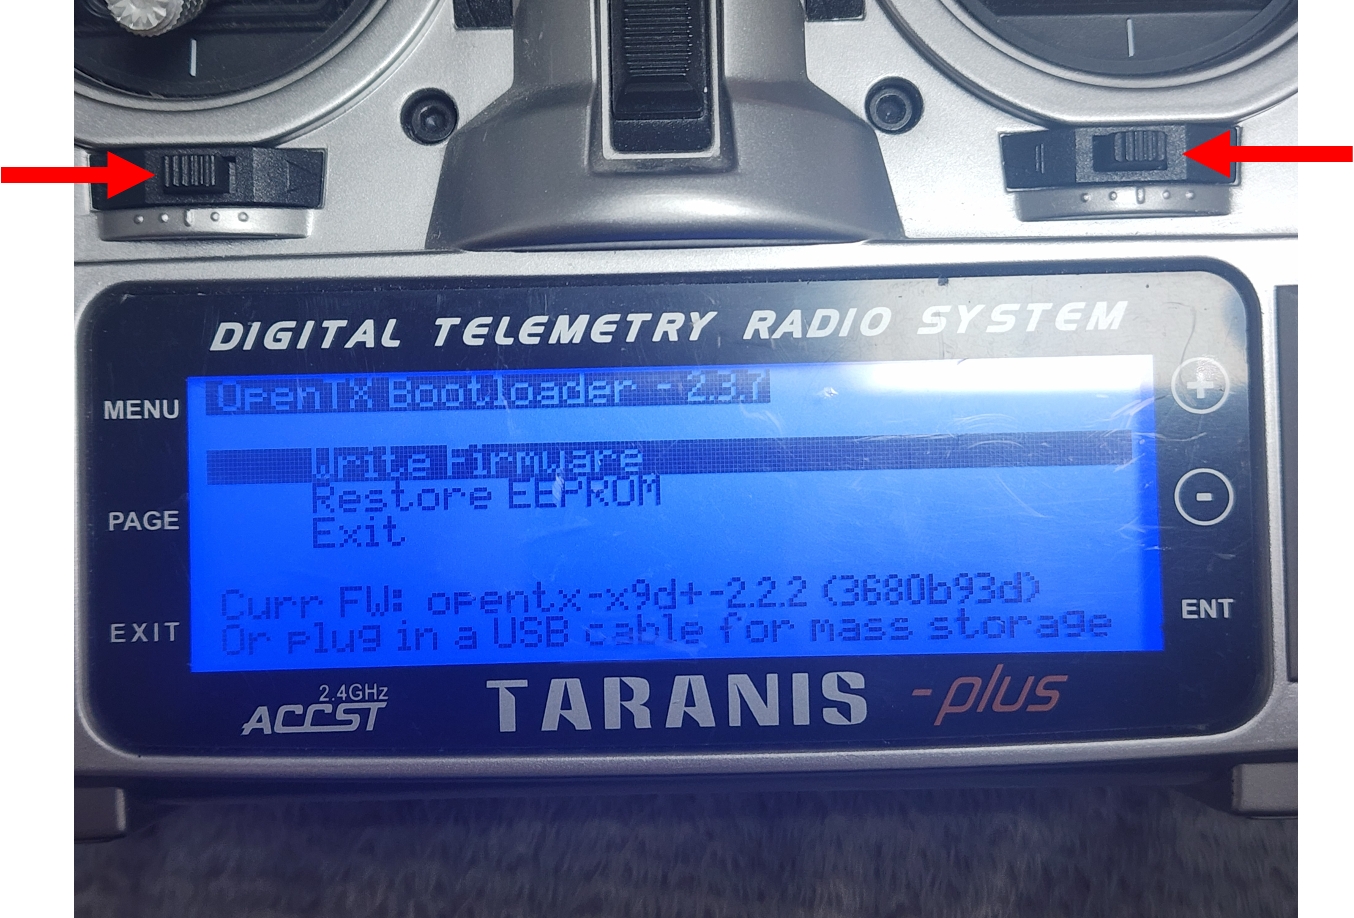 DIGITAL TELEMETRY RADIO SYSTEM
OpenTX Bootloader - 2.3.7
MENU
+
Write Firmware
Restore EEPROM
PAGE
-
Exit
Curr FW: opentx-x9d+-2.2.2 (3680b93d)
EXIT
Or plug in a USB cable for mass storage
ENT
2.4GHz
ACCST
TARANIS -plus